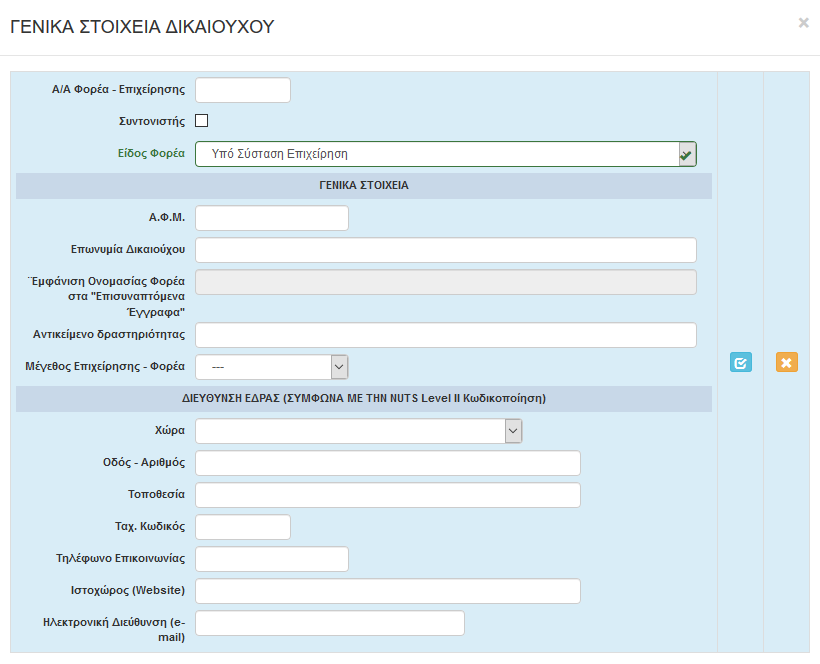 ΓΕΝΙΚΑ ΣΤΟΙΧΕΙΑ ΔΙΚΑΙΟΥΧΟΥ
×
Α/Α Φορέα - Επιχείρησης
Συντονιστής
Είδος Φορέα
Υπό Σύσταση Επιχείρηση
ΓΕΝΙΚΑ ΣΤΟΙΧΕΙΑ
Α.Φ.Μ.
Επωνυμία Δικαιούχου
Έμφάνιση Ονομασίας Φορέα
στα "Επισυναπτόμενα
Έγγραφα"
Αντικείμενο δραστηριότητας
Μέγεθος Επιχείρησης - Φορέα
---
ΔΙΕΥΘΥΝΣΗ ΕΔΡΑΣ (ΣΥΜΦΩΝΑ ΜΕ ΤΗΝ NUTS Level II Κωδικοποίηση)
Χώρα
Οδός - Αριθμός
Τοποθεσία
Ταχ. Κωδικός
Τηλέφωνο Επικοινωνίας
Ιστοχώρος (Website)
Ηλεκτρονική Διεύθυνση (e-
mail)